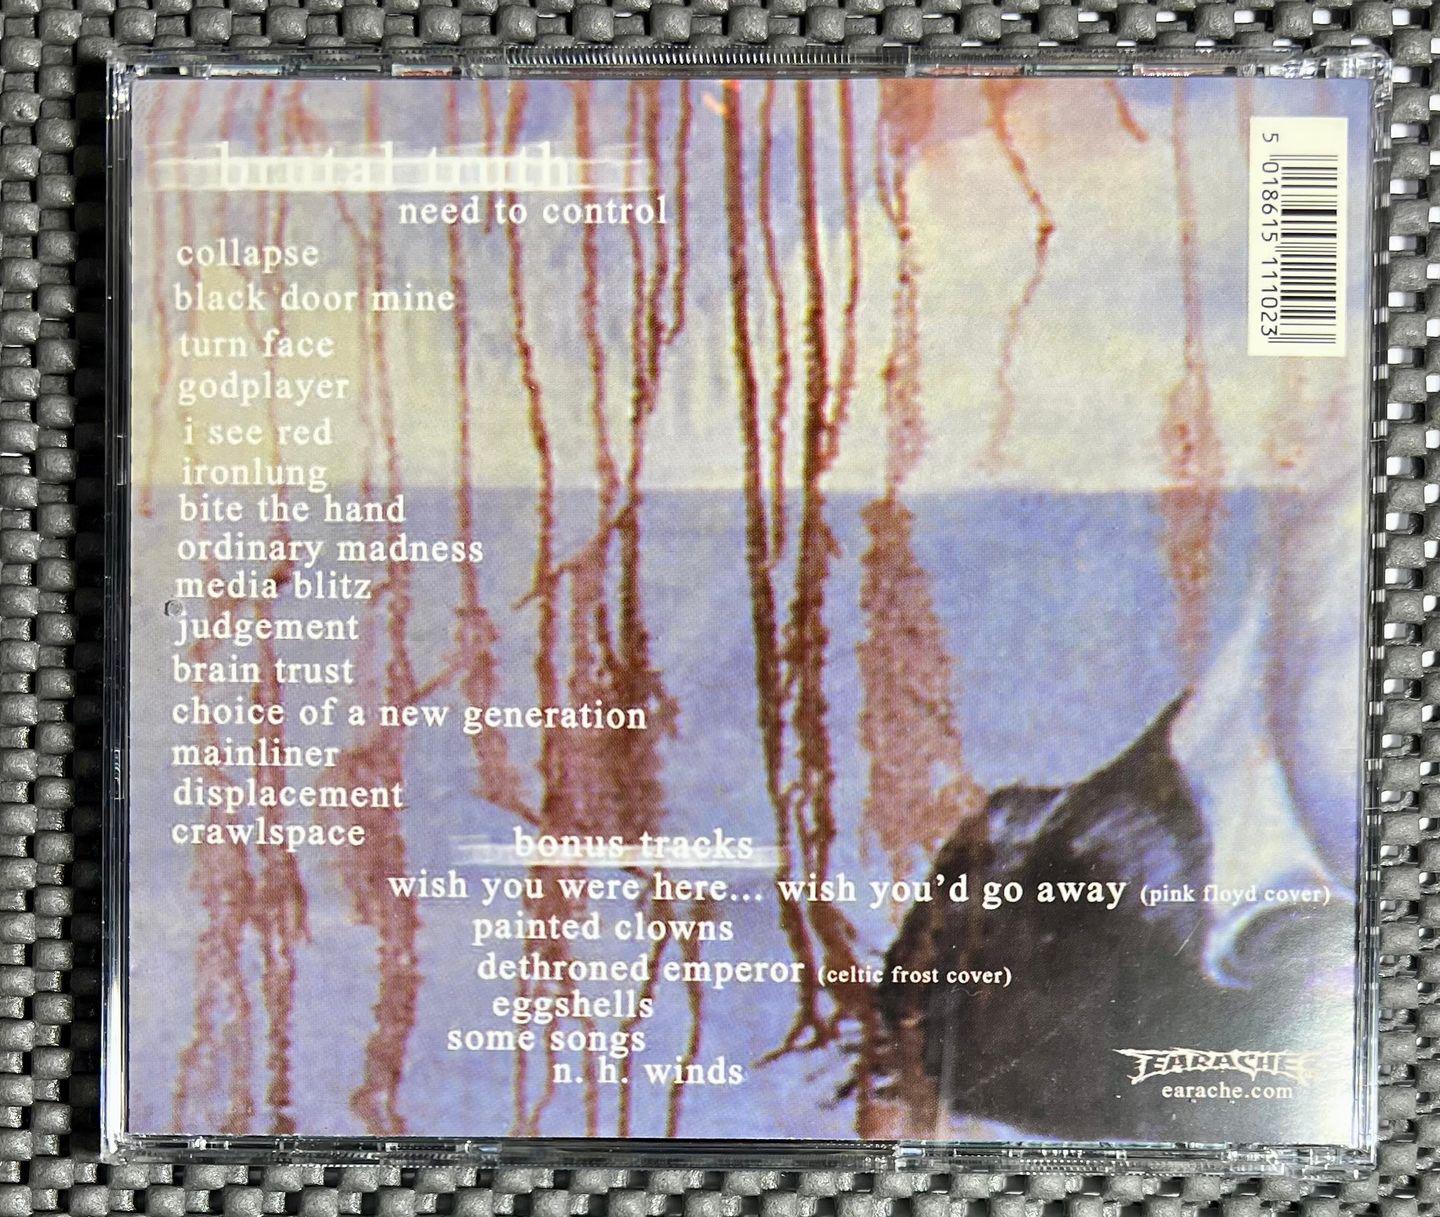 brutal truth
need to control
collapse
black door mine
turn face
godplayer
i see red
ironlung
bite the hand
ordinary madness
media blitz
judgement
brain trust
choice of a new generation
mainliner
displacement
crawlspace
bonus tracks
wish you were here... wish you'd go away (pink floyd cover)
painted clowns
dethroned emperor (celtic frost cover)
eggshells
some songs
n. h. winds
5 018615 111023
EARACHE
earache.com